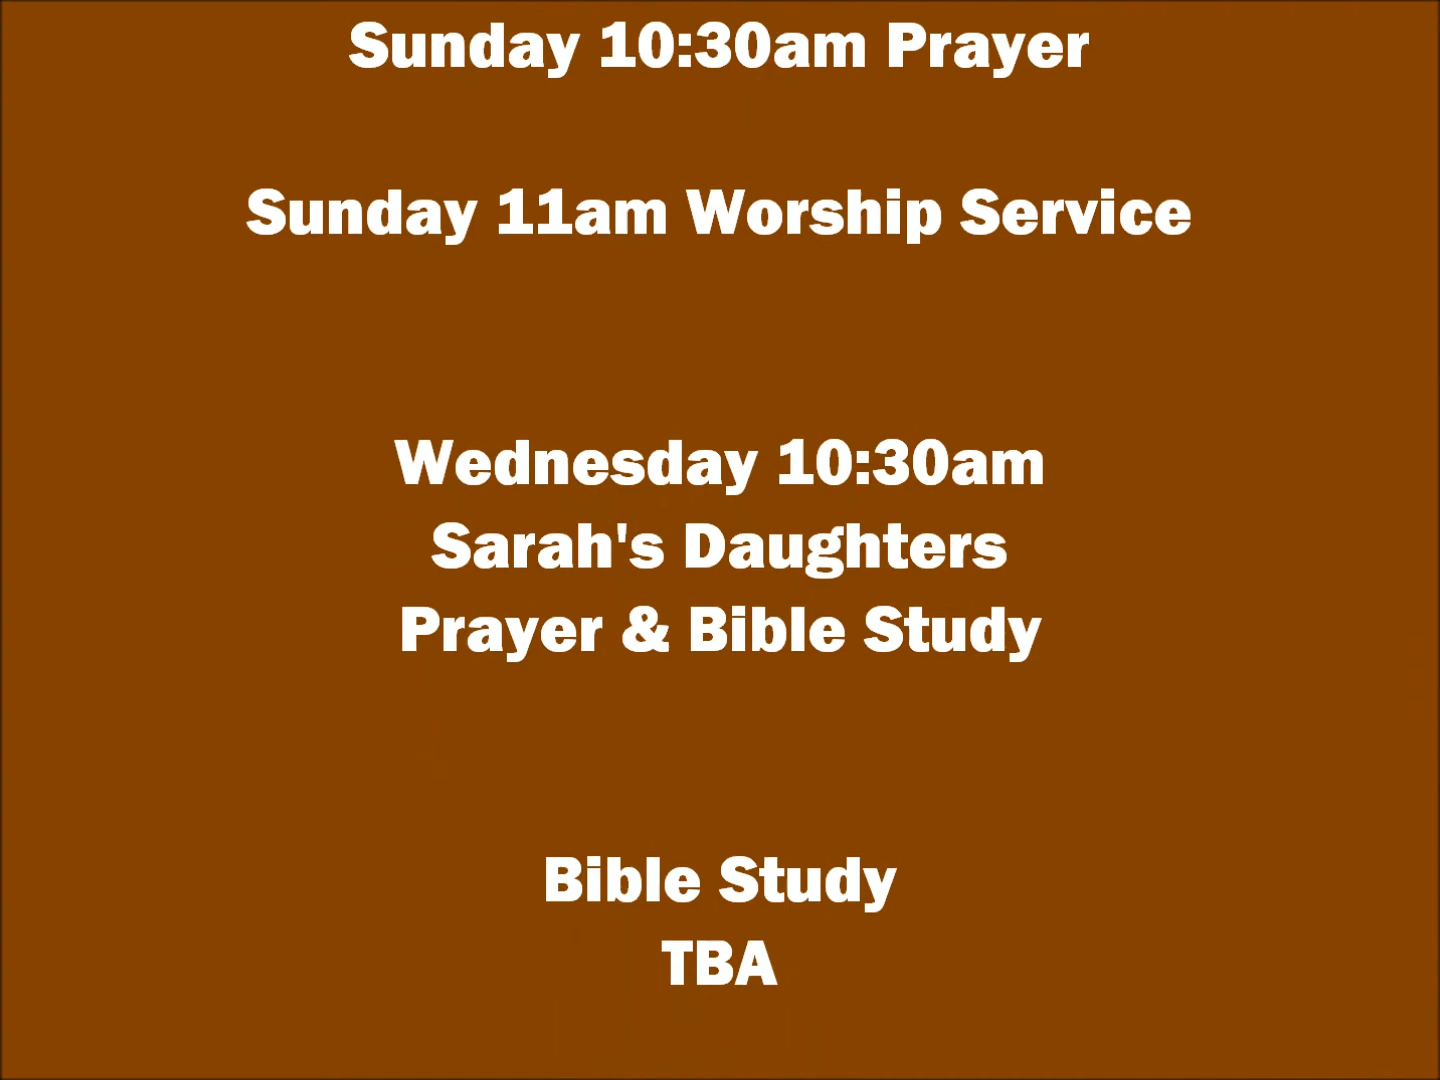 Sunday 10:30am Prayer
Sunday 11am Worship Service
Wednesday 10:30am
Sarah's Daughters
Prayer & Bible Study
Bible Study
TBA